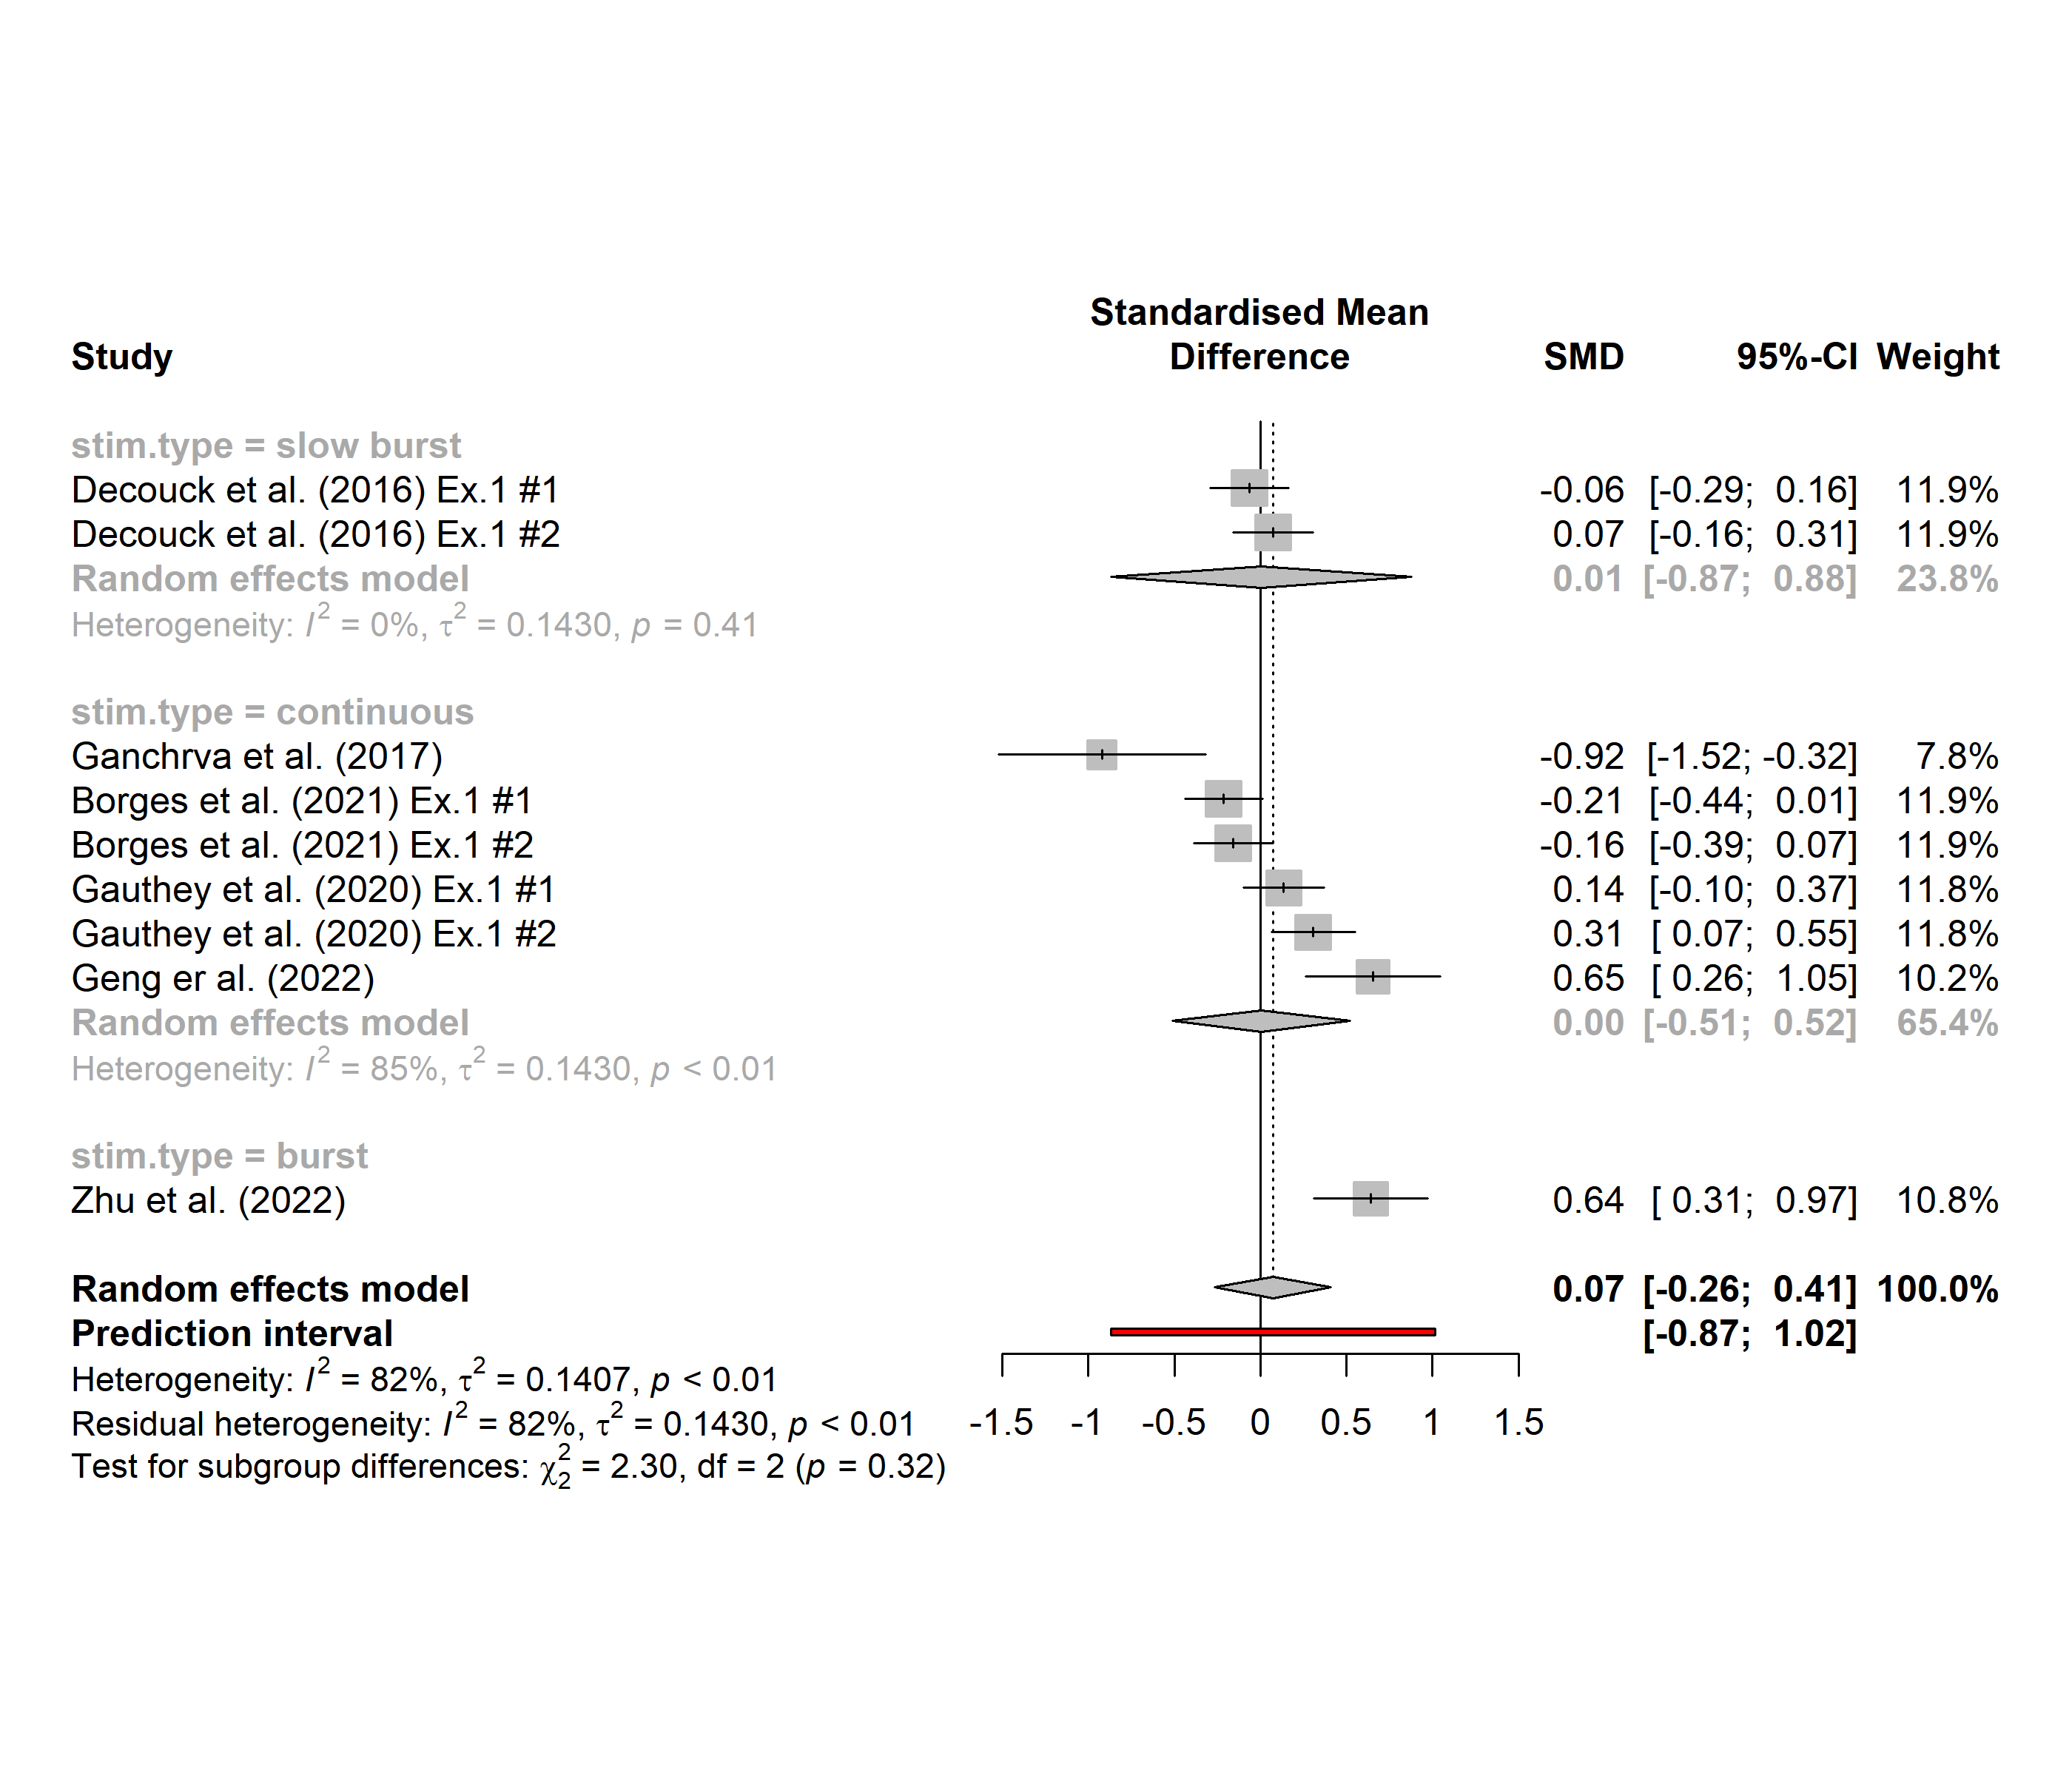 Standardised Mean
Study Difference SMD 95%-CI Weight
stim.type = slow burst
Decouck et al. (2016) Ex.1 #1 -0.06 [-0.29; 0.16] 11.9%
Decouck et al. (2016) Ex.1 #2 0.07 [-0.16; 0.31] 11.9%
Random effects model 0.01 [-0.87; 0.88] 23.8%
Heterogeneity: I² = 0%, τ² = 0.1430, p = 0.41
stim.type = continuous
Ganchrva et al. (2017) -0.92 [-1.52; -0.32] 7.8%
Borges et al. (2021) Ex.1 #1 -0.21 [-0.44; 0.01] 11.9%
Borges et al. (2021) Ex.1 #2 -0.16 [-0.39; 0.07] 11.9%
Gauthey et al. (2020) Ex.1 #1 0.14 [-0.10; 0.37] 11.8%
Gauthey et al. (2020) Ex.1 #2 0.31 [ 0.07; 0.55] 11.8%
Geng er al. (2022) 0.65 [ 0.26; 1.05] 10.2%
Random effects model 0.00 [-0.51; 0.52] 65.4%
Heterogeneity: I² = 85%, τ² = 0.1430, p < 0.01
stim.type = burst
Zhu et al. (2022) 0.64 [ 0.31; 0.97] 10.8%
Random effects model 0.07 [-0.26; 0.41] 100.0%
Prediction interval [-0.87; 1.02]
Heterogeneity: I² = 82%, τ² = 0.1407, p < 0.01
Residual heterogeneity: I² = 82%, τ² = 0.1430, p < 0.01 -1.5 -1 -0.5 0 0.5 1 1.5
Test for subgroup differences: χ²₂ = 2.30, df = 2 (p = 0.32)